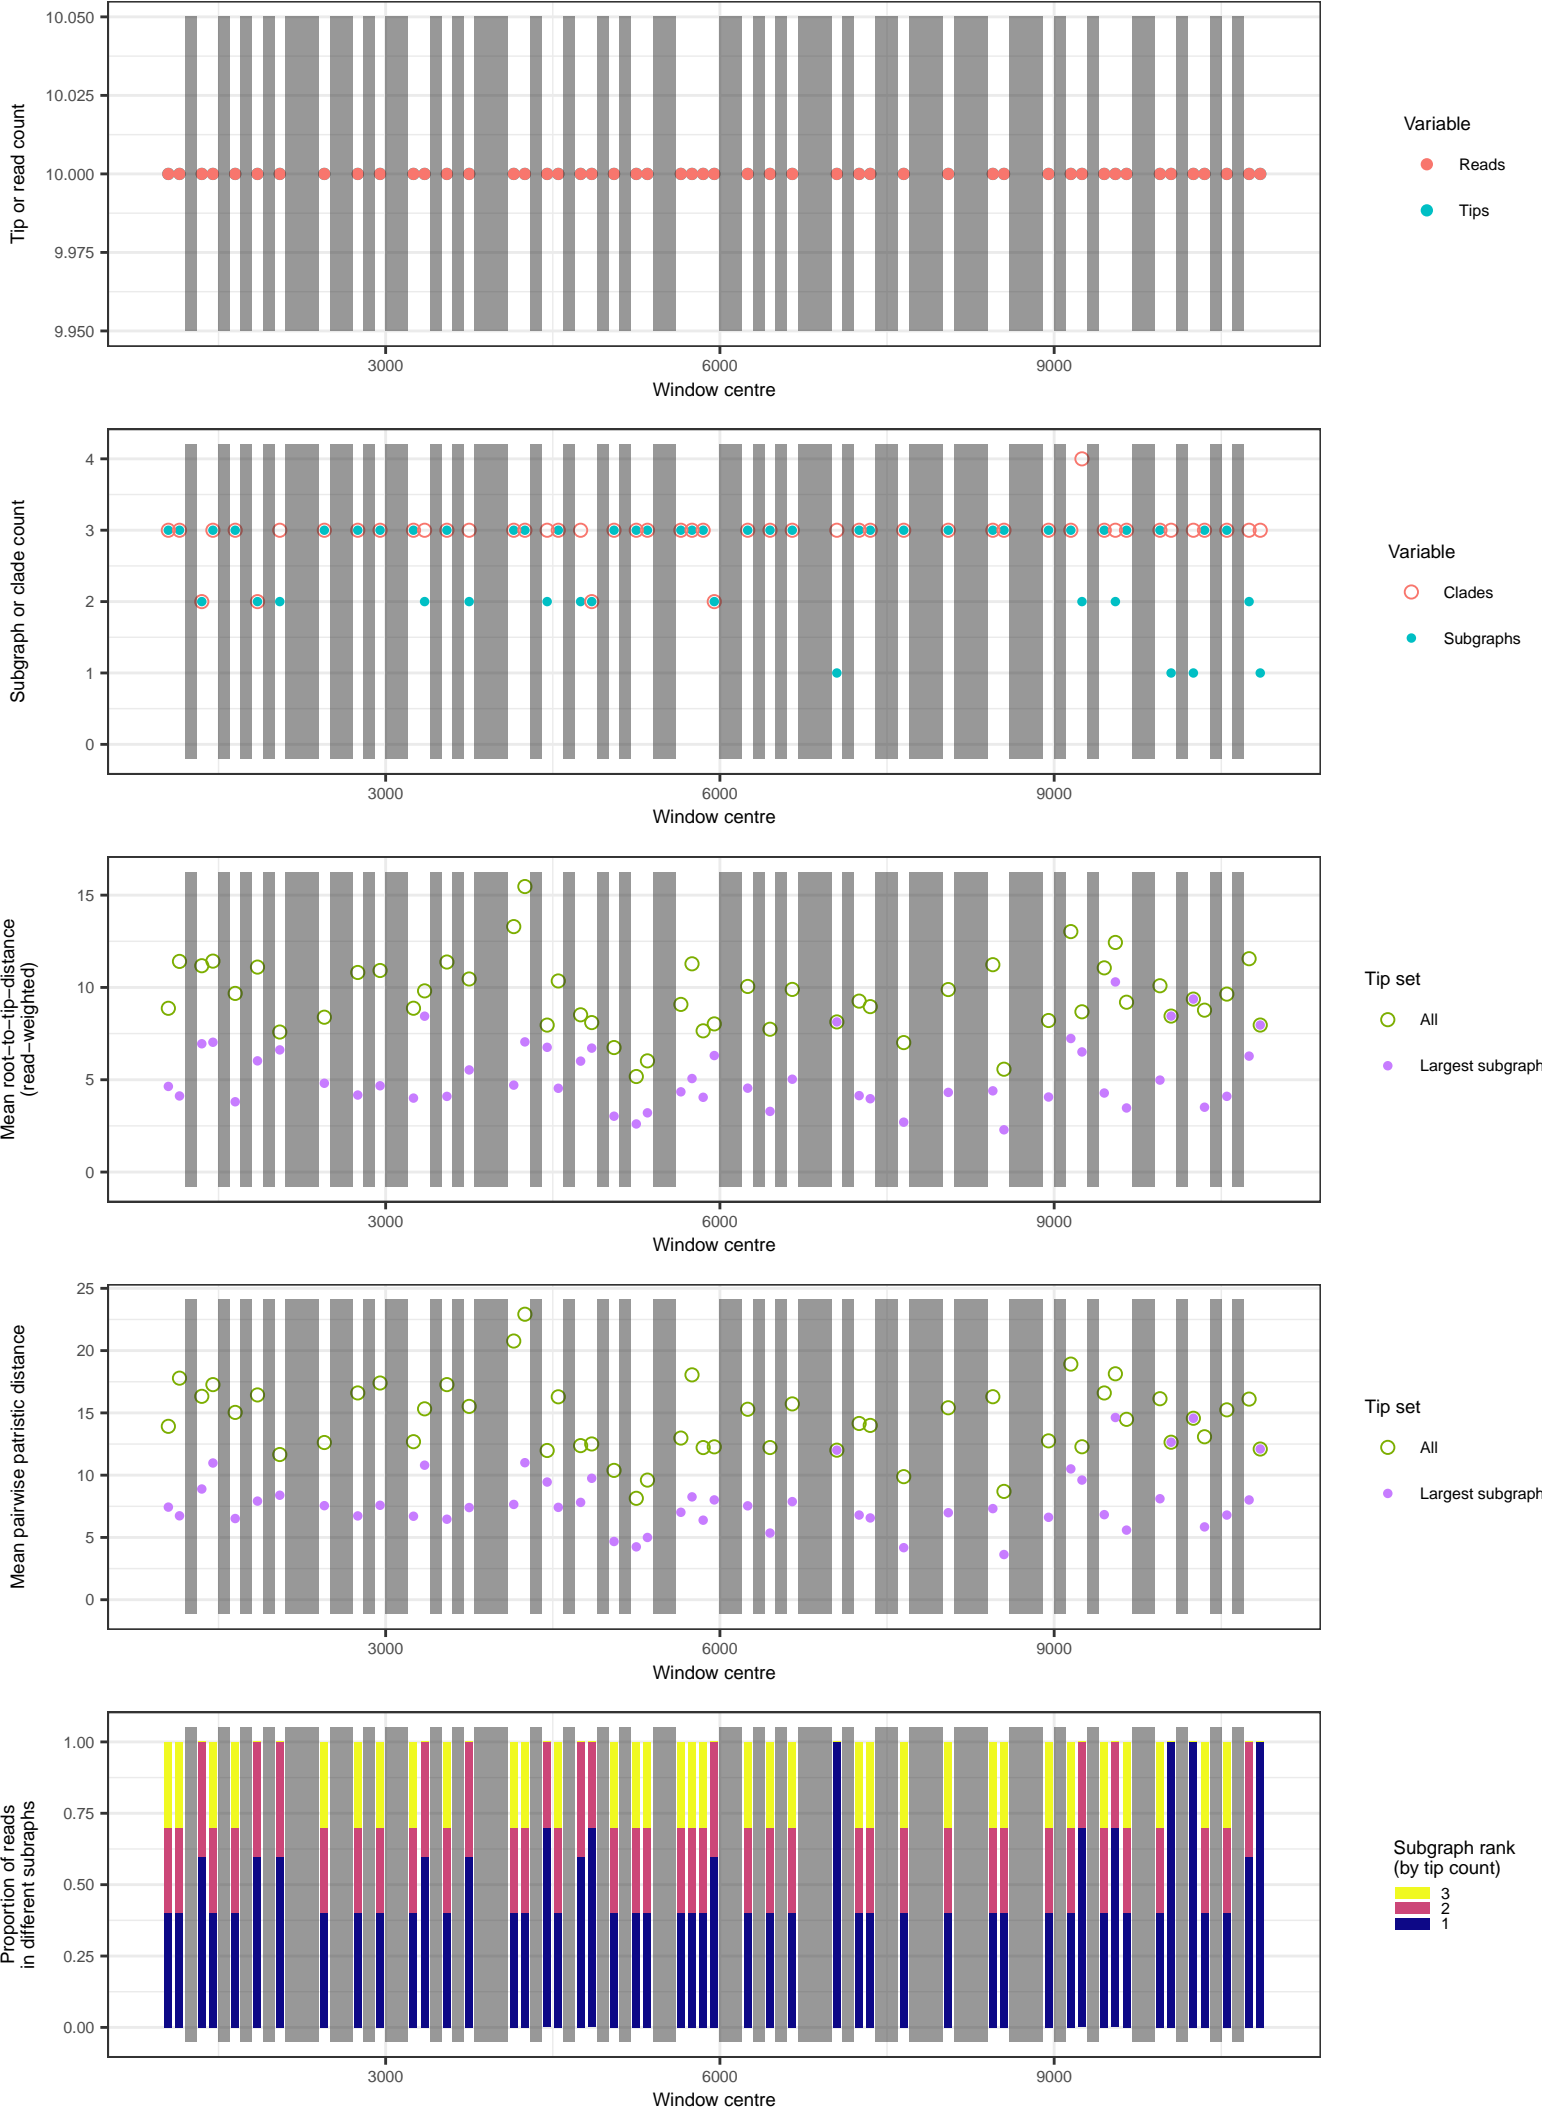 10.050
10.025
10.000
9.975
9.950
Tip or read count
3000 6000 9000
Window centre
Variable
Reads
Tips
4
3
2
1
0
Subgraph or clade count
3000 6000 9000
Window centre
Variable
Clades
Subgraphs
15
10
5
0
Mean root−to−tip−distance
(read−weighted)
3000 6000 9000
Window centre
Tip set
All
Largest subgraph
25
20
15
10
5
0
Mean pairwise patristic distance
3000 6000 9000
Window centre
Tip set
All
Largest subgraph
1.00
0.75
0.50
0.25
0.00
Proportion of reads
in different subraphs
3000 6000 9000
Window centre
Subgraph rank
(by tip count)
3
2
1